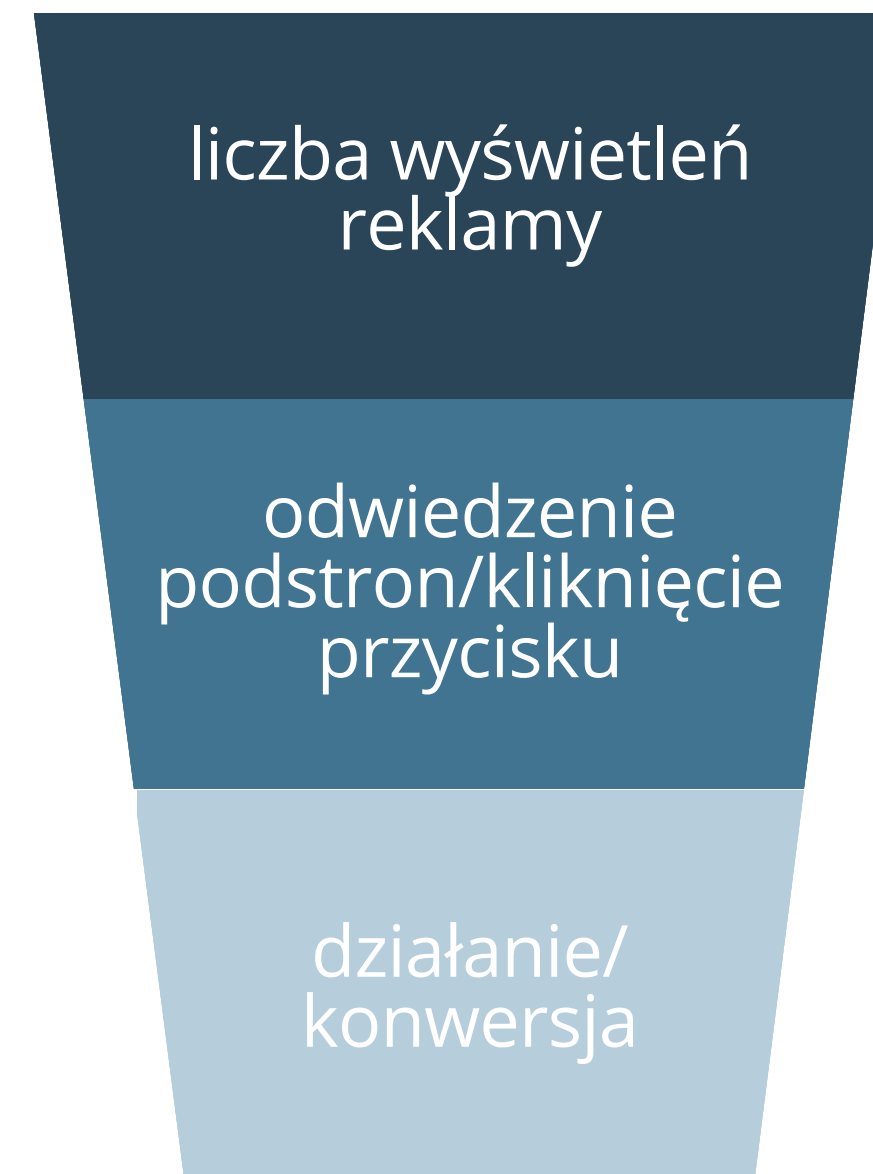 liczba wyświetleń
reklamy
odwiedzenie
podstron/kliknięcie
przycisku
działanie/
konwersja